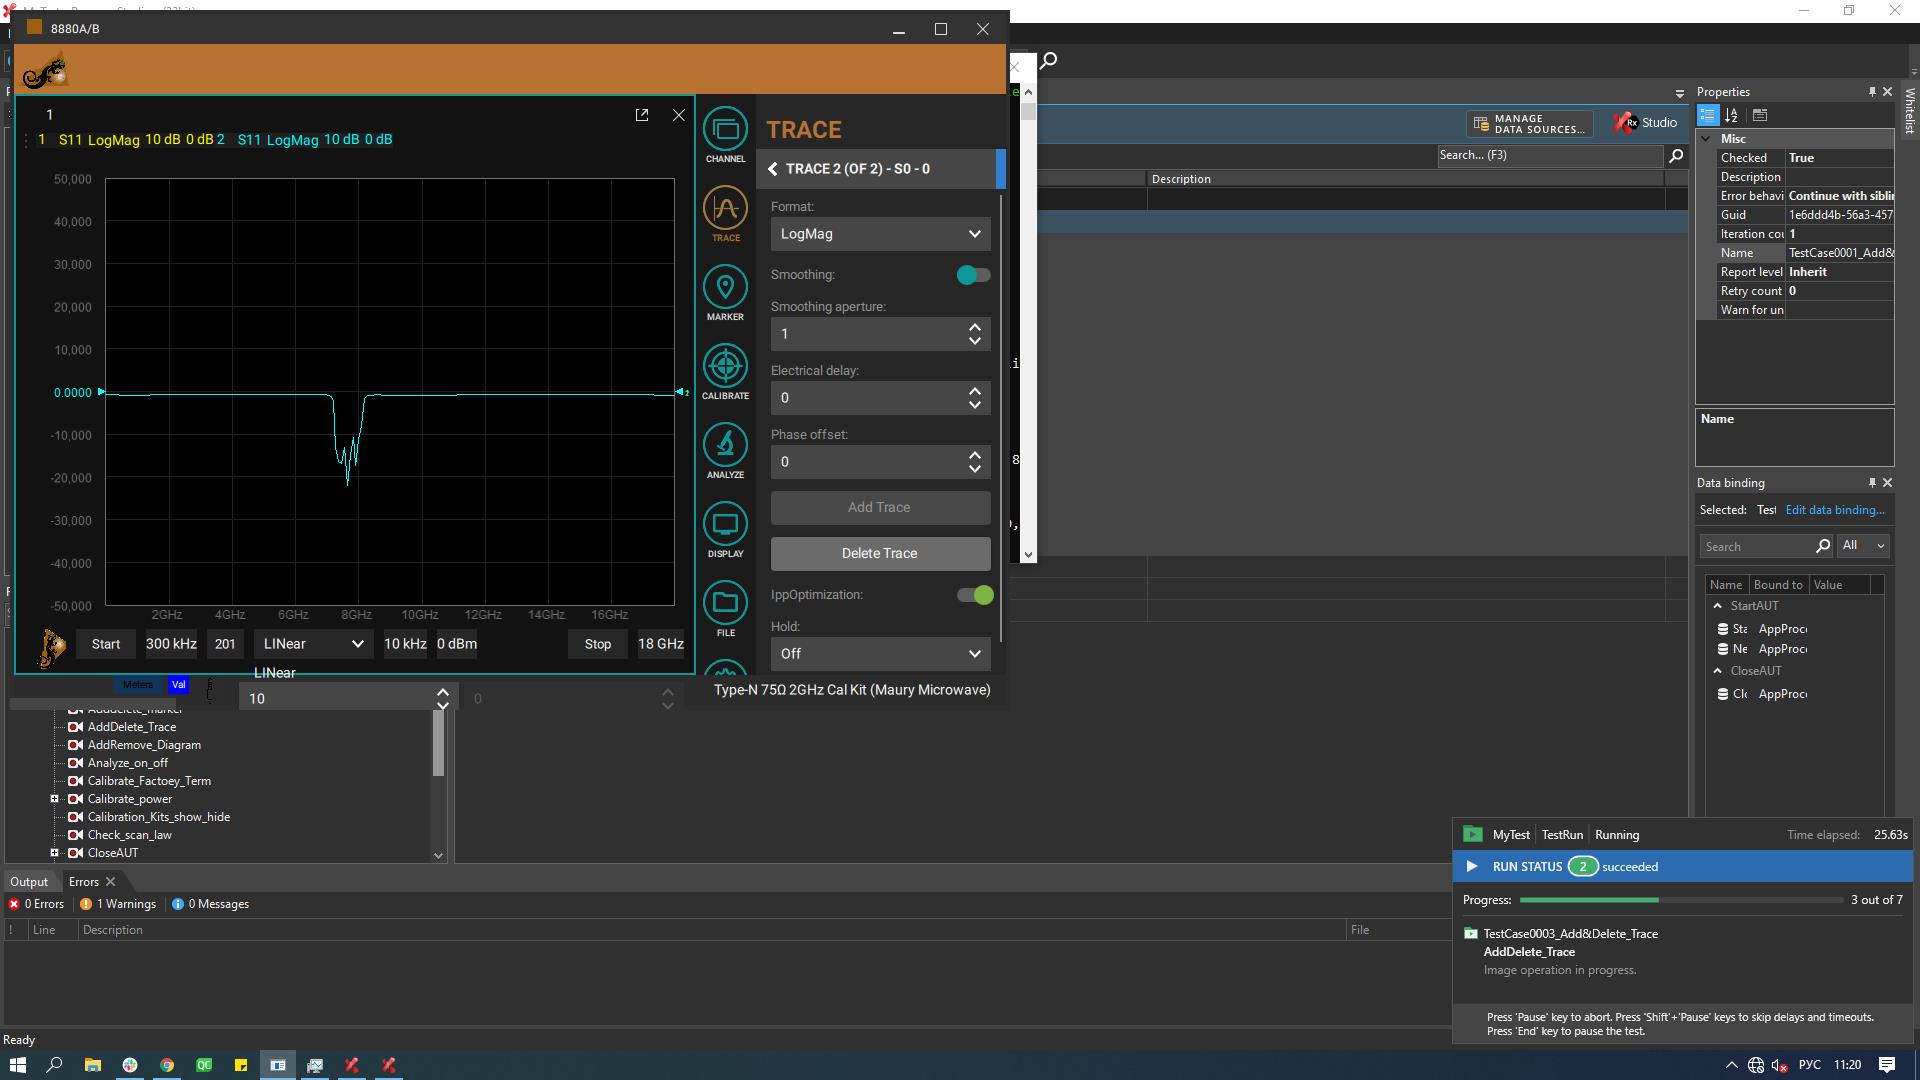 8880A/B
1
1 S11 LogMag 10 dB 0 dB 2 S11 LogMag 10 dB 0 dB
50,000
40,000
30,000
20,000
10,000
0.0000
-10,000
-20,000
-30,000
-40,000
-50,000
2
2GHz 4GHz 6GHz 8GHz 10GHz 12GHz 14GHz 16GHz
Start 300 kHz 201 LINear 10 kHz 0 dBm Stop 18 GHz
LINear
Meters Val
10
0
CHANNEL
TRACE
MARKER
CALIBRATE
ANALYZE
DISPLAY
FILE
TRACE
TRACE 2 (OF 2) - S0 - 0
Format:
LogMag
Smoothing:
Smoothing aperture:
1
Electrical delay:
0
Phase offset:
0
Add Trace
Delete Trace
IppOptimization:
Hold:
Off
Type-N 75Ω 2GHz Cal Kit (Maury Microwave)
AddDelete_Trace
AddRemove_Diagram
Analyze_on_off
Calibrate_Factoey_Term
Calibrate_power
Calibration_Kits_show_hide
Check_scan_law
CloseAUT
MANAGE
DATA SOURCES...
Rx Studio
Search... (F3)
Description
Properties
Whitelist
Misc
Checked True
Description
Error behavi Continue with siblin
Guid 1e6ddd4b-56a3-457
Iteration cou 1
Name TestCase0001_Add&
Report level Inherit
Retry count 0
Warn for un
Name
Data binding
Selected: Test Edit data binding...
Search All
Name Bound to Value
StartAUT
Sta AppProce
Ne AppProce
CloseAUT
Clo AppProce
Output Errors
0 Errors 1 Warnings 0 Messages
! Line Description File
Ready
MyTest TestRun Running Time elapsed: 25.63s
RUN STATUS 2 succeeded
Progress: 3 out of 7
TestCase0003_Add&Delete_Trace
AddDelete_Trace
Image operation in progress.
Press 'Pause' key to abort. Press 'Shift'+'Pause' keys to skip delays and timeouts.
Press 'End' key to pause the test.
QC
РУС 11:20